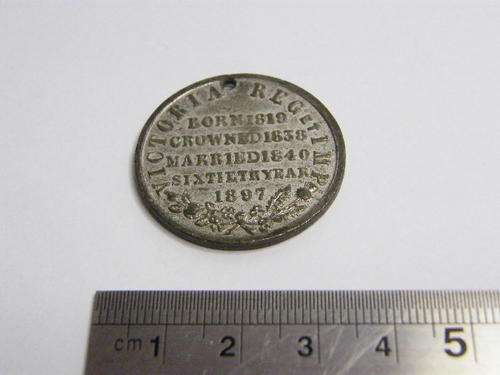 VICTORIA REG ET IMP
BORN 1819
CROWNED 1838
MARRIED 1840
SIXTIETH YEAR
1897
cm 1 2 3 4 5